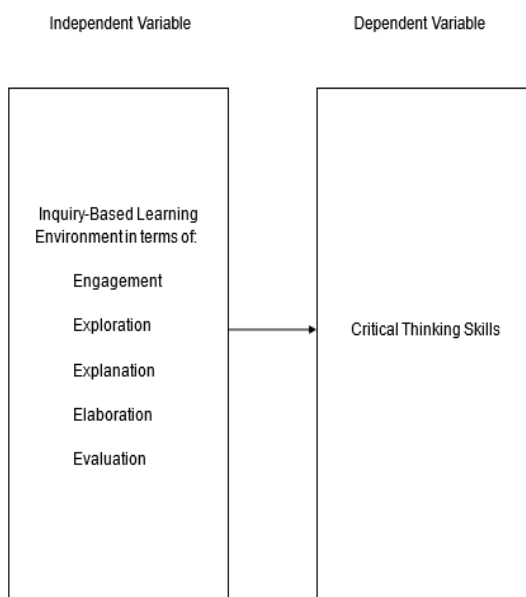 Independent Variable
Dependent Variable
Inquiry-Based Learning
Environment in terms of:
Engagement
Exploration
Explanation
Elaboration
Evaluation
Critical Thinking Skills